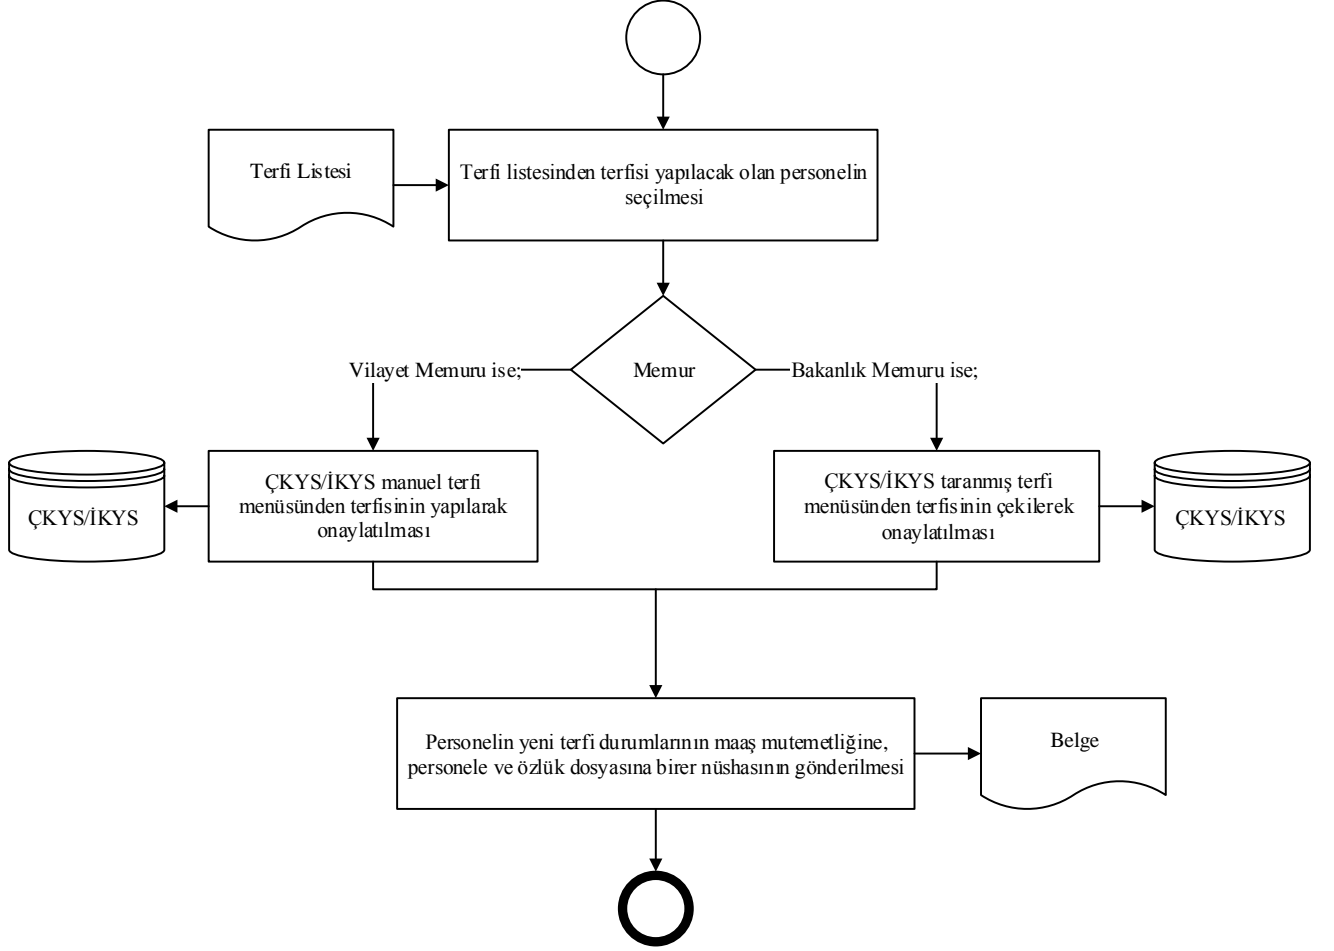 Terfi Listesi
Terfi listesinden terfisi yapılacak olan personelin
seçilmesi
Memur
Vilayet Memuru ise;
Bakanlık Memuru ise;
ÇKYS/İKYS
ÇKYS/İKYS manuel terfi
menüsünden terfisinin yapılarak
onaylatılması
ÇKYS/İKYS taranmış terfi
menüsünden terfisinin çekilerek
onaylatılması
ÇKYS/İKYS
Personelin yeni terfi durumlarının maaş mutemetliğine,
personele ve özlük dosyasına birer nüshasının gönderilmesi
Belge